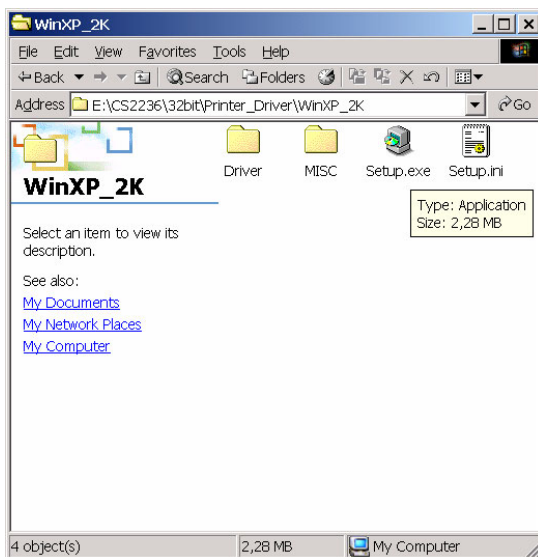 WinXP_2K
File Edit View Favorites Tools Help
Back Search Folders
Address E:\CS2236\32bit\Printer_Driver\WinXP_2K Go
Driver MISC Setup.exe Setup.ini
WinXP_2K
Type: Application
Size: 2,28 MB
Select an item to view its
description.
See also:
My Documents
My Network Places
My Computer
4 object(s) 2,28 MB My Computer